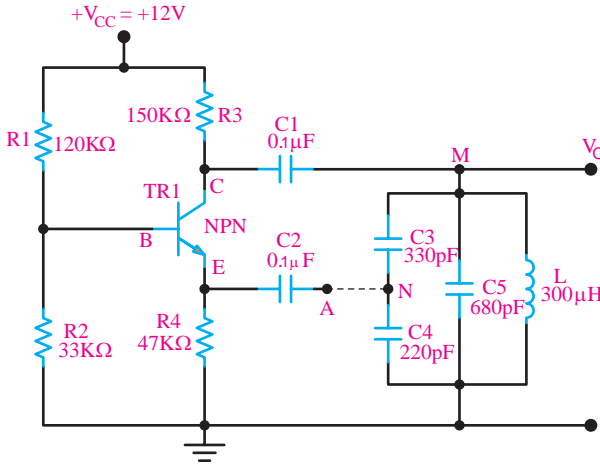 +VCC = +12V
150KΩ
R3
R1
120KΩ
C1
0.1µF
M
VO
TR1
C
NPN
B
C2
0.1µF
E
C3
330pF
N
A
C5
680pF
L
300µH
R2
33KΩ
R4
47KΩ
C4
220pF